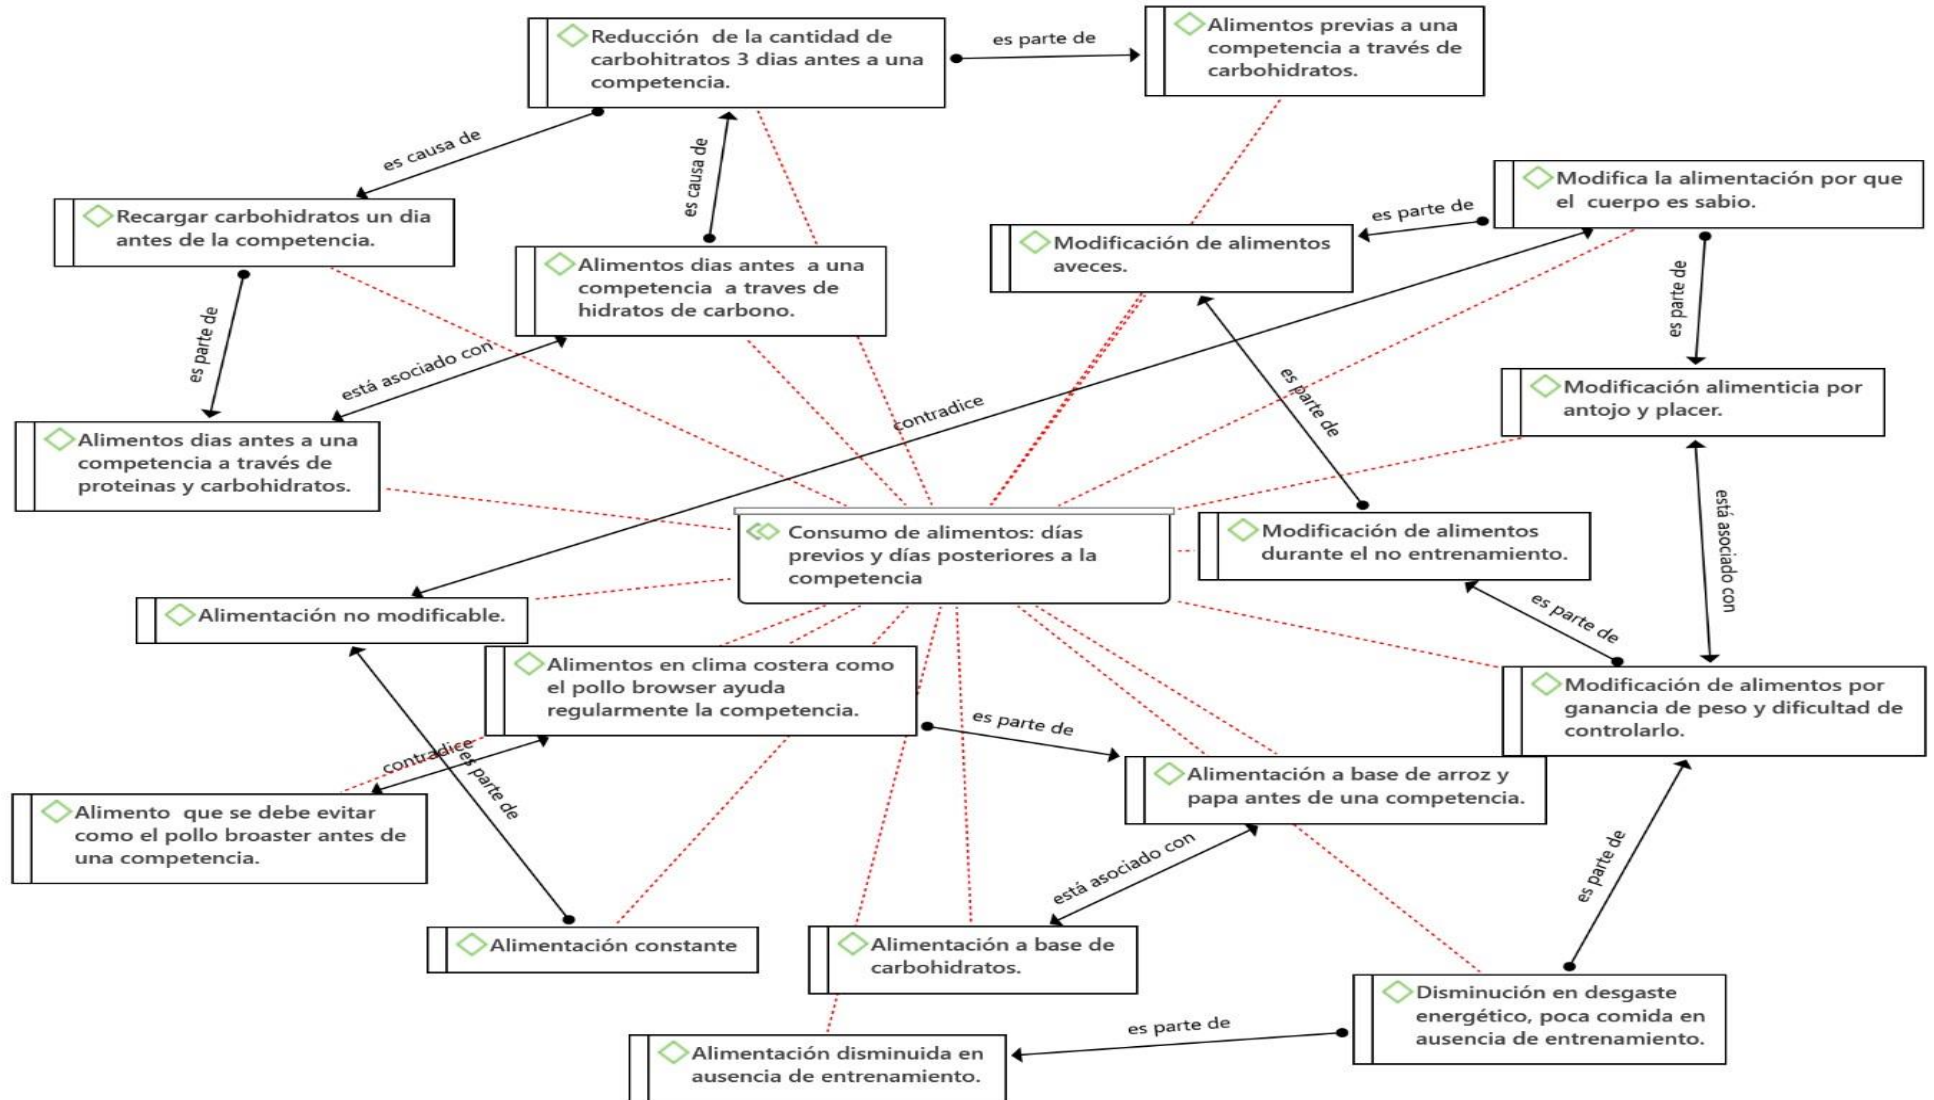 Reducción  de la cantidad de
carbohitratos 3 dias antes a una
competencia.
es parte de
Alimentos previas a una
competencia a través de
carbohidratos.
es causa de
es causa de
Modifica la alimentación por que
el  cuerpo es sabio.
es parte de
Recargar carbohidratos un dia
antes de la competencia.
Modificación de alimentos
aveces.
Alimentos dias antes  a una
competencia  a traves de
hidratos de carbono.
es parte de
es parte de
está asociado con
es parte de
Modificación alimenticia por
antojo y placer.
contradice
Alimentos dias antes a una
competencia a través de
proteinas y carbohidratos.
está asociado con
Consumo de alimentos: días
previos y días posteriores a la
competencia
Modificación de alimentos
durante el no entrenamiento.
Alimentación no modificable.
es parte de
Alimentos en clima costera como
el pollo browser ayuda
regularmente la competencia.
Modificación de alimentos por
ganancia de peso y dificultad de
controlarlo.
es parte de
contradice
es parte de
Alimentación a base de arroz y
papa antes de una competencia.
Alimento  que se debe evitar
como el pollo broaster antes de
una competencia.
está asociado con
es parte de
Alimentación constante
Alimentación a base de
carbohidratos.
Disminución en desgaste
energético, poca comida en
ausencia de entrenamiento.
es parte de
Alimentación disminuida en
ausencia de entrenamiento.